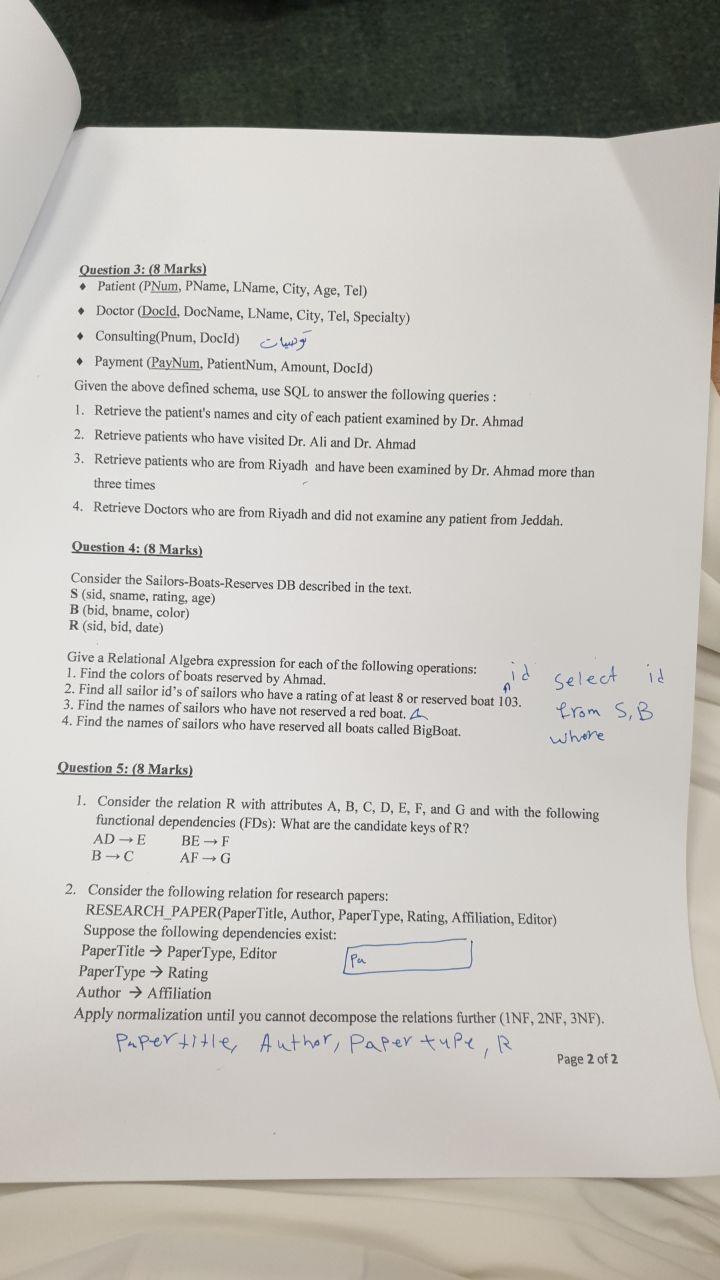 Question 3: (8 Marks)
♦ Patient (PNum, PName, LName, City, Age, Tel)
♦ Doctor (DocId, DocName, LName, City, Tel, Specialty)
♦ Consulting(Pnum, DocId) توصيات
♦ Payment (PayNum, PatientNum, Amount, DocId)
Given the above defined schema, use SQL to answer the following queries :
1. Retrieve the patient's names and city of each patient examined by Dr. Ahmad
2. Retrieve patients who have visited Dr. Ali and Dr. Ahmad
3. Retrieve patients who are from Riyadh and have been examined by Dr. Ahmad more than
three times
4. Retrieve Doctors who are from Riyadh and did not examine any patient from Jeddah.
Question 4: (8 Marks)
Consider the Sailors-Boats-Reserves DB described in the text.
S (sid, sname, rating, age)
B (bid, bname, color)
R (sid, bid, date)
Give a Relational Algebra expression for each of the following operations:
1. Find the colors of boats reserved by Ahmad.
2. Find all sailor id's of sailors who have a rating of at least 8 or reserved boat 103.
3. Find the names of sailors who have not reserved a red boat.
4. Find the names of sailors who have reserved all boats called BigBoat.
id
select id
from S, B
where
Question 5: (8 Marks)
1. Consider the relation R with attributes A, B, C, D, E, F, and G and with the following
functional dependencies (FDs): What are the candidate keys of R?
AD → E BE → F
B → C AF → G
2. Consider the following relation for research papers:
RESEARCH_PAPER(PaperTitle, Author, PaperType, Rating, Affiliation, Editor)
Suppose the following dependencies exist:
PaperTitle → PaperType, Editor
Pa
PaperType → Rating
Author → Affiliation
Apply normalization until you cannot decompose the relations further (1NF, 2NF, 3NF).
Papertitle, Author, Paper type, R
Page 2 of 2